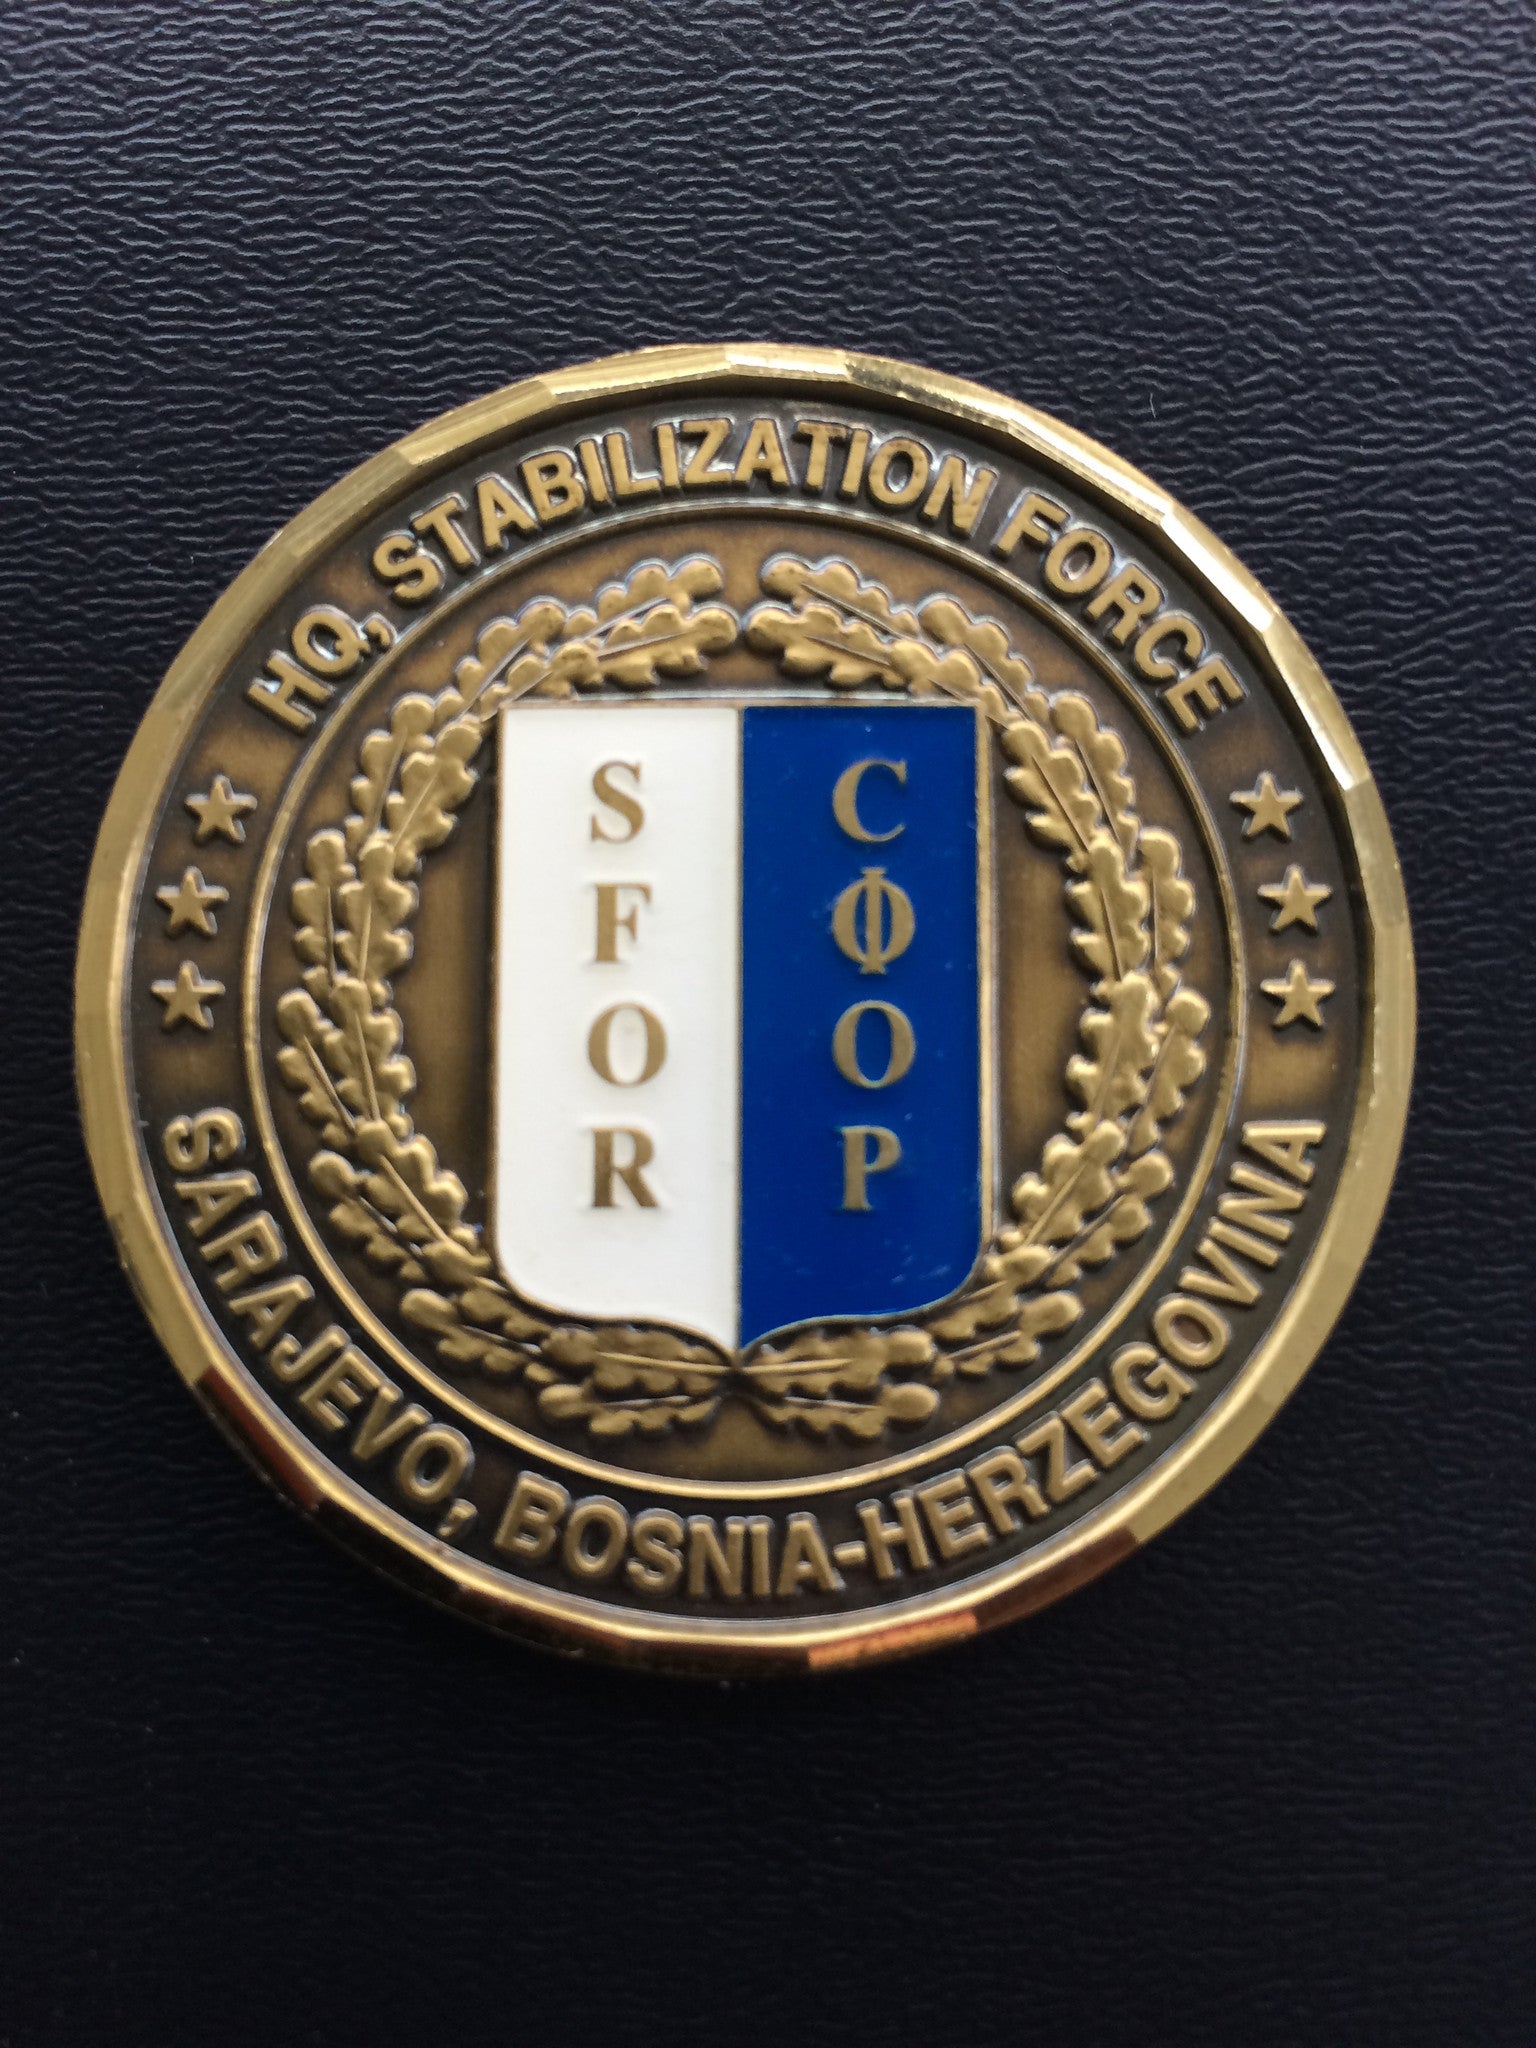 HQ, STABILIZATION FORCE
SFOR
СФОР
SARAJEVO, BOSNIA-HERZEGOVINA